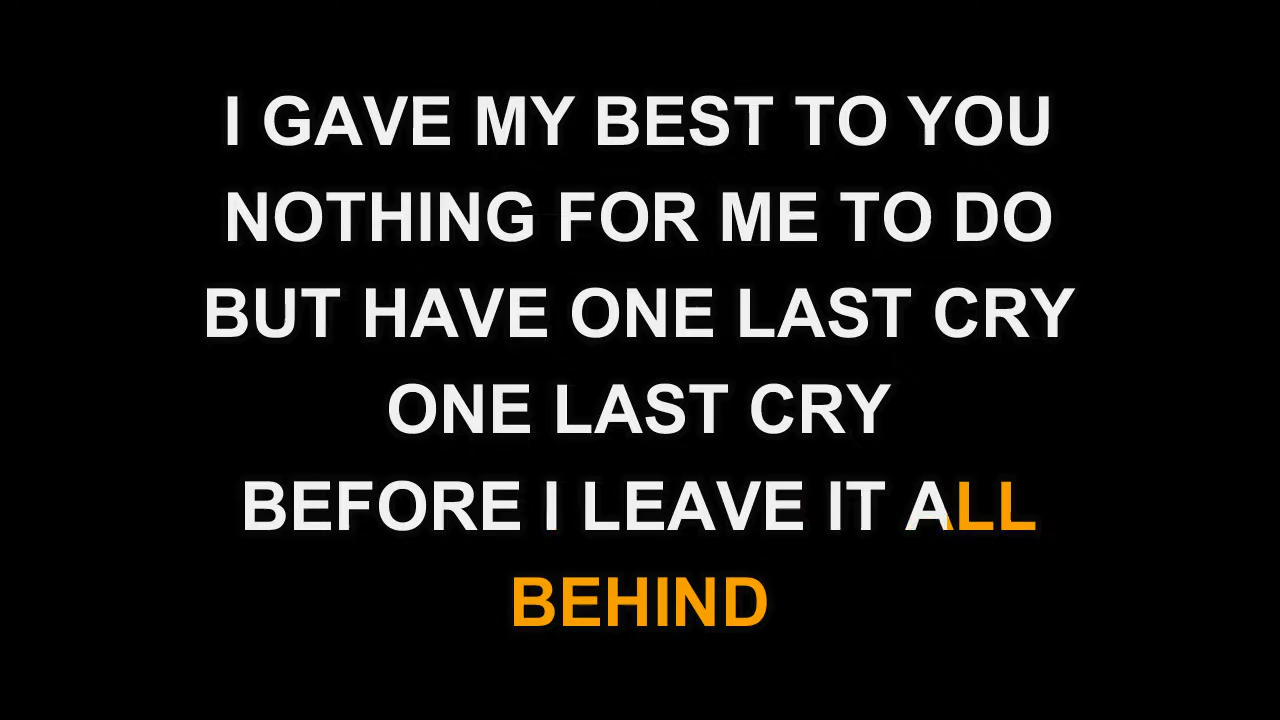 I GAVE MY BEST TO YOU
NOTHING FOR ME TO DO
BUT HAVE ONE LAST CRY
ONE LAST CRY
BEFORE I LEAVE IT ALL
BEHIND